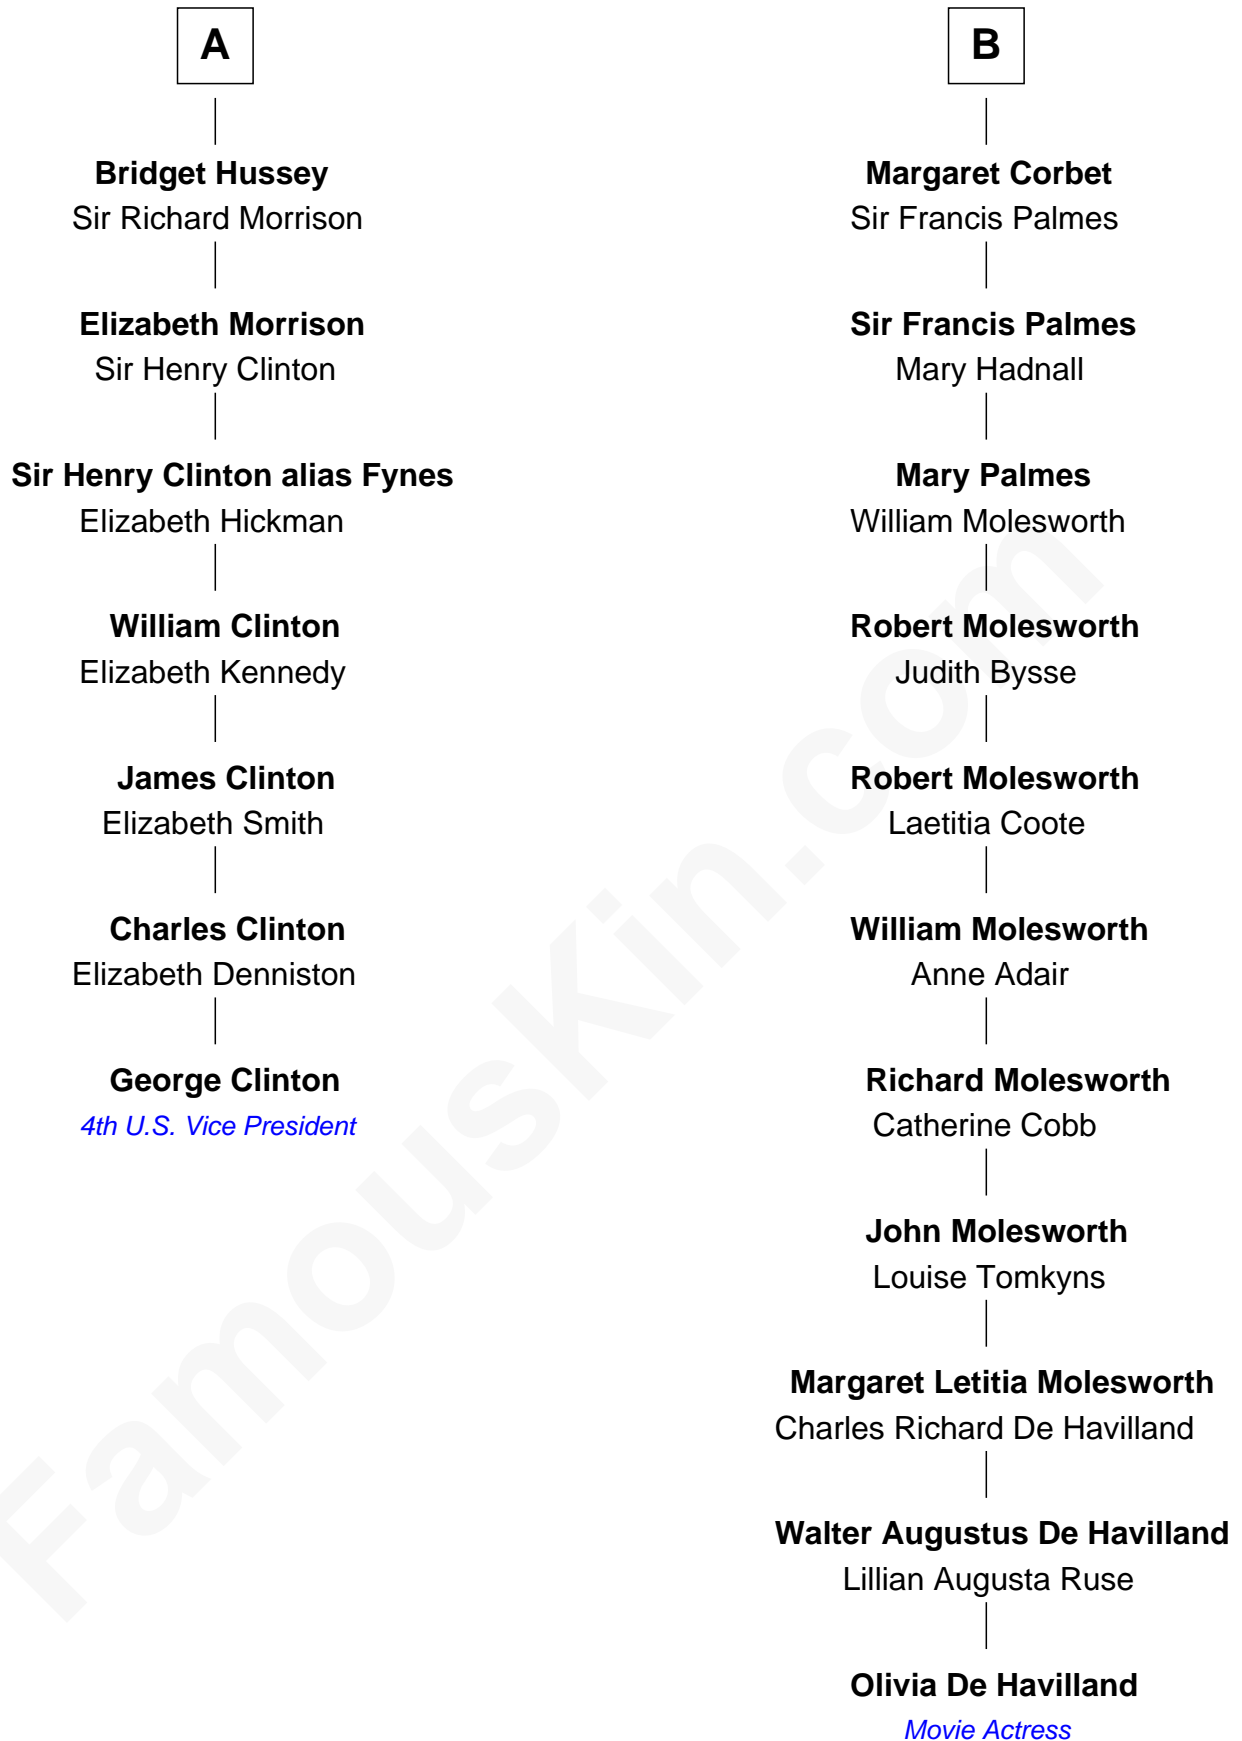 A
Bridget Hussey
Sir Richard Morrison
Elizabeth Morrison
Sir Henry Clinton
Sir Henry Clinton alias Fynes
Elizabeth Hickman
William Clinton
Elizabeth Kennedy
James Clinton
Elizabeth Smith
Charles Clinton
Elizabeth Denniston
George Clinton
4th U.S. Vice President
B
Margaret Corbet
Sir Francis Palmes
Sir Francis Palmes
Mary Hadnall
Mary Palmes
William Molesworth
Robert Molesworth
Judith Bysse
Robert Molesworth
Laetitia Coote
William Molesworth
Anne Adair
Richard Molesworth
Catherine Cobb
John Molesworth
Louise Tomkyns
Margaret Letitia Molesworth
Charles Richard De Havilland
Walter Augustus De Havilland
Lillian Augusta Ruse
Olivia De Havilland
Movie Actress
FamousKin.com